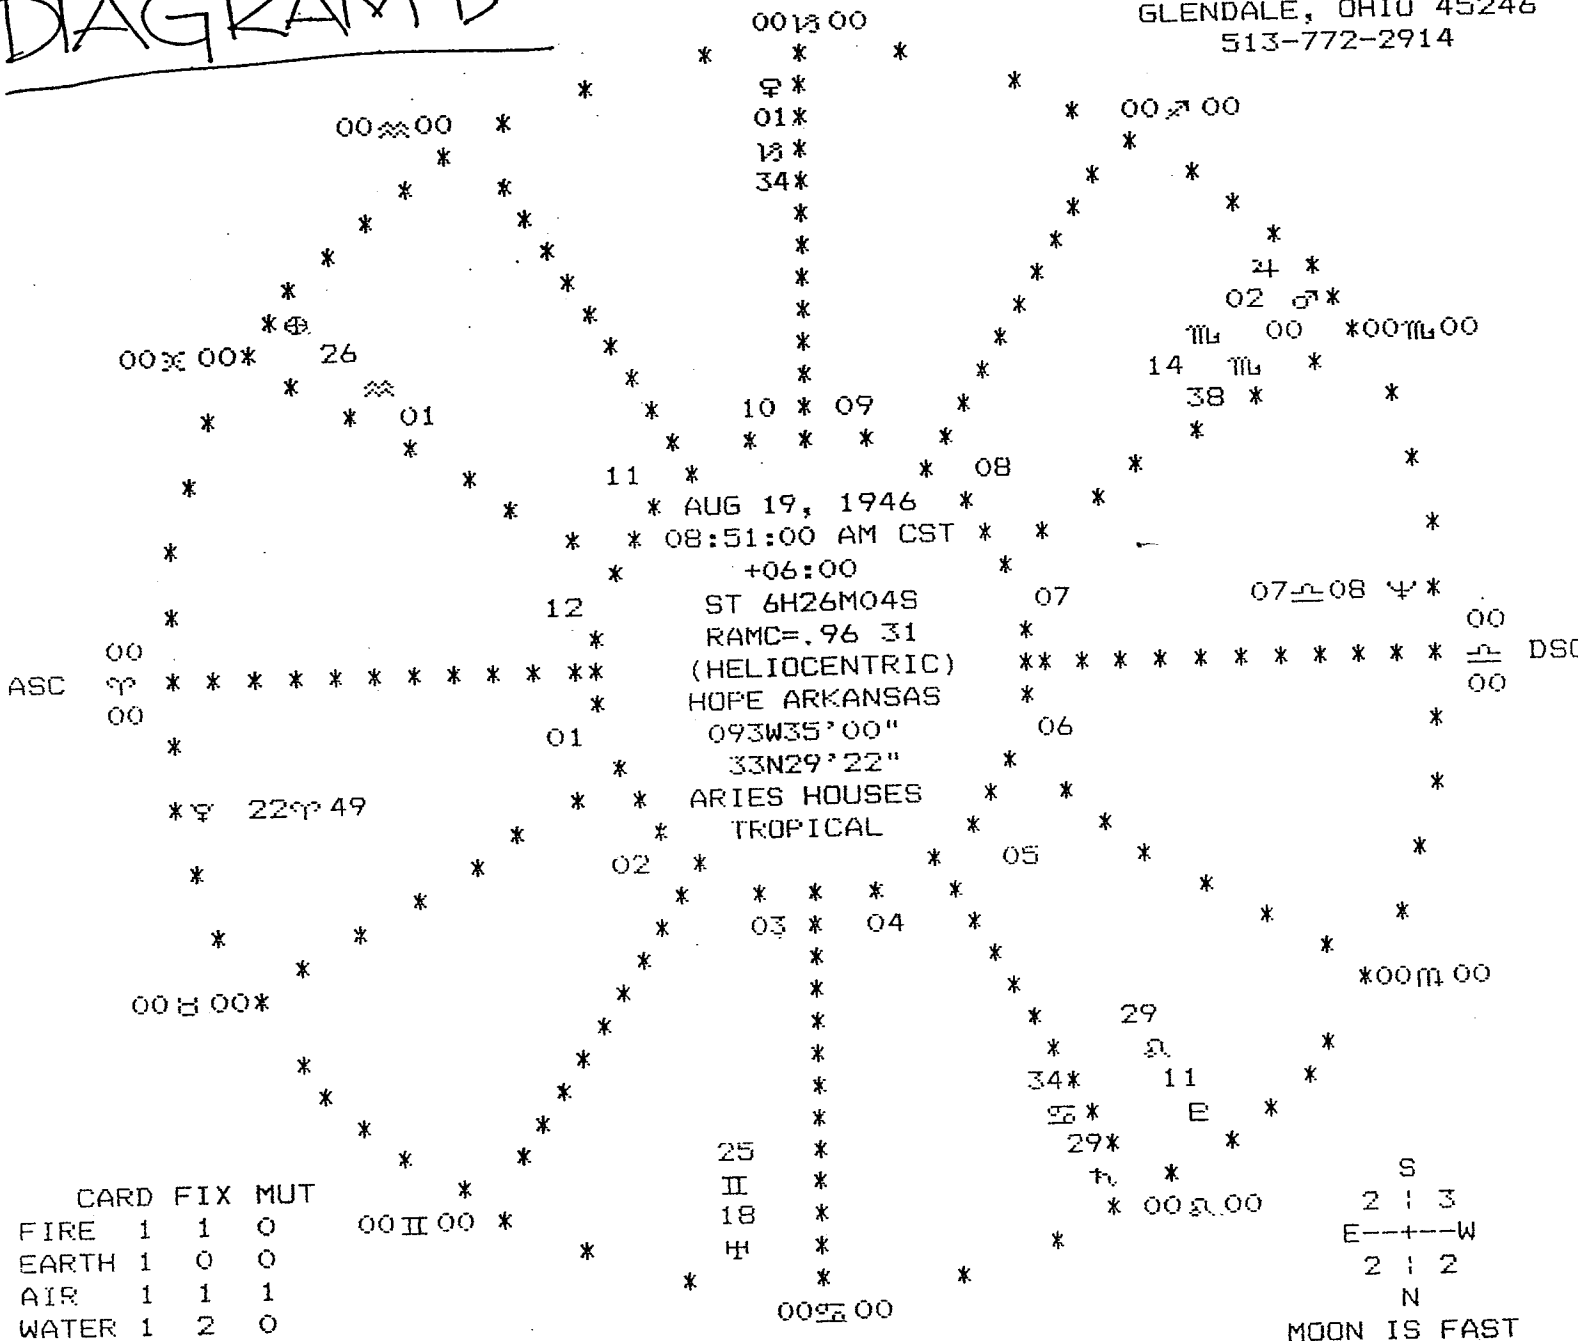 DIAGRAM B
GLENDALE, OHIO 45246
513-772-2914
00♑00
♀
01
♑
34
00♒00
00♐00
♃
02 ♂
♏ 00
14 ♏
38
00♏00
⊕
26
♒
01
00♓00
10 09
11 08
12 07
01 06
02 05
03 04
AUG 19, 1946
08:51:00 AM CST
+06:00
ST 6H26M04S
RAMC=.96 31
(HELIOCENTRIC)
HOPE ARKANSAS
093W35'00"
33N29'22"
ARIES HOUSES
TROPICAL
07♎08 ♆
00
ASC ♈
00
00
♎ DSC
00
☿ 22♈49
00♉00
00♍00
29
♌
11
♇
34
♋
29
♄
00♌00
25
♊
18
♅
00♊00
00♋00
CARD FIX MUT
FIRE 1 1 0
EARTH 1 0 0
AIR 1 1 1
WATER 1 2 0
S
2 ¦ 3
E--+--W
2 ¦ 2
N
MOON IS FAST